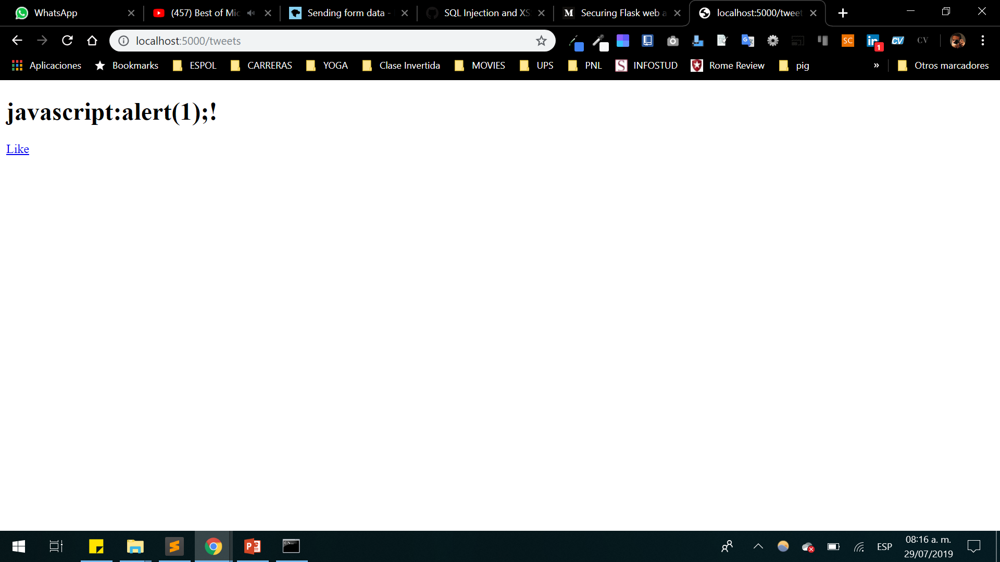 WhatsApp
(457) Best of Mic
Sending form data -
SQL Injection and XS
M Securing Flask web a
localhost:5000/tweet
localhost:5000/tweets
SC
in
1
CV
CV
Aplicaciones
Bookmarks
ESPOL
CARRERAS
YOGA
Clase Invertida
MOVIES
UPS
PNL
S INFOSTUD
Rome Review
pig
»
Otros marcadores
javascript:alert(1);!
Like
ESP
08:16 a. m.
29/07/2019